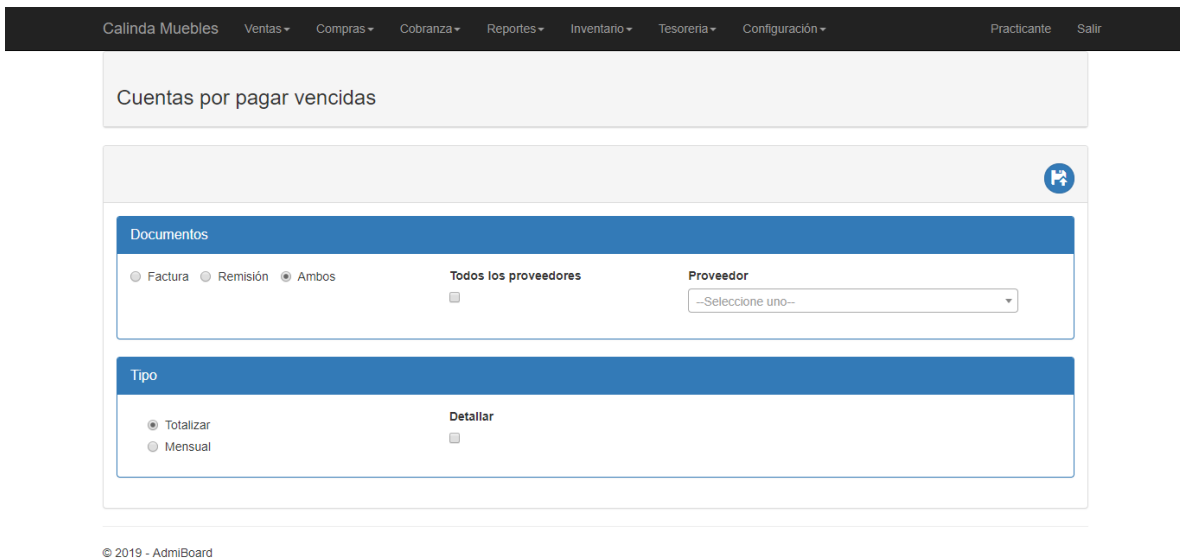 Calinda Muebles Ventas Compras Cobranza Reportes Inventario Tesoreria Configuración Practicante Salir
Cuentas por pagar vencidas
Documentos
Factura Remisión Ambos Todos los proveedores Proveedor
--Seleccione uno--
Tipo
Totalizar Detallar
Mensual
© 2019 - AdmiBoard